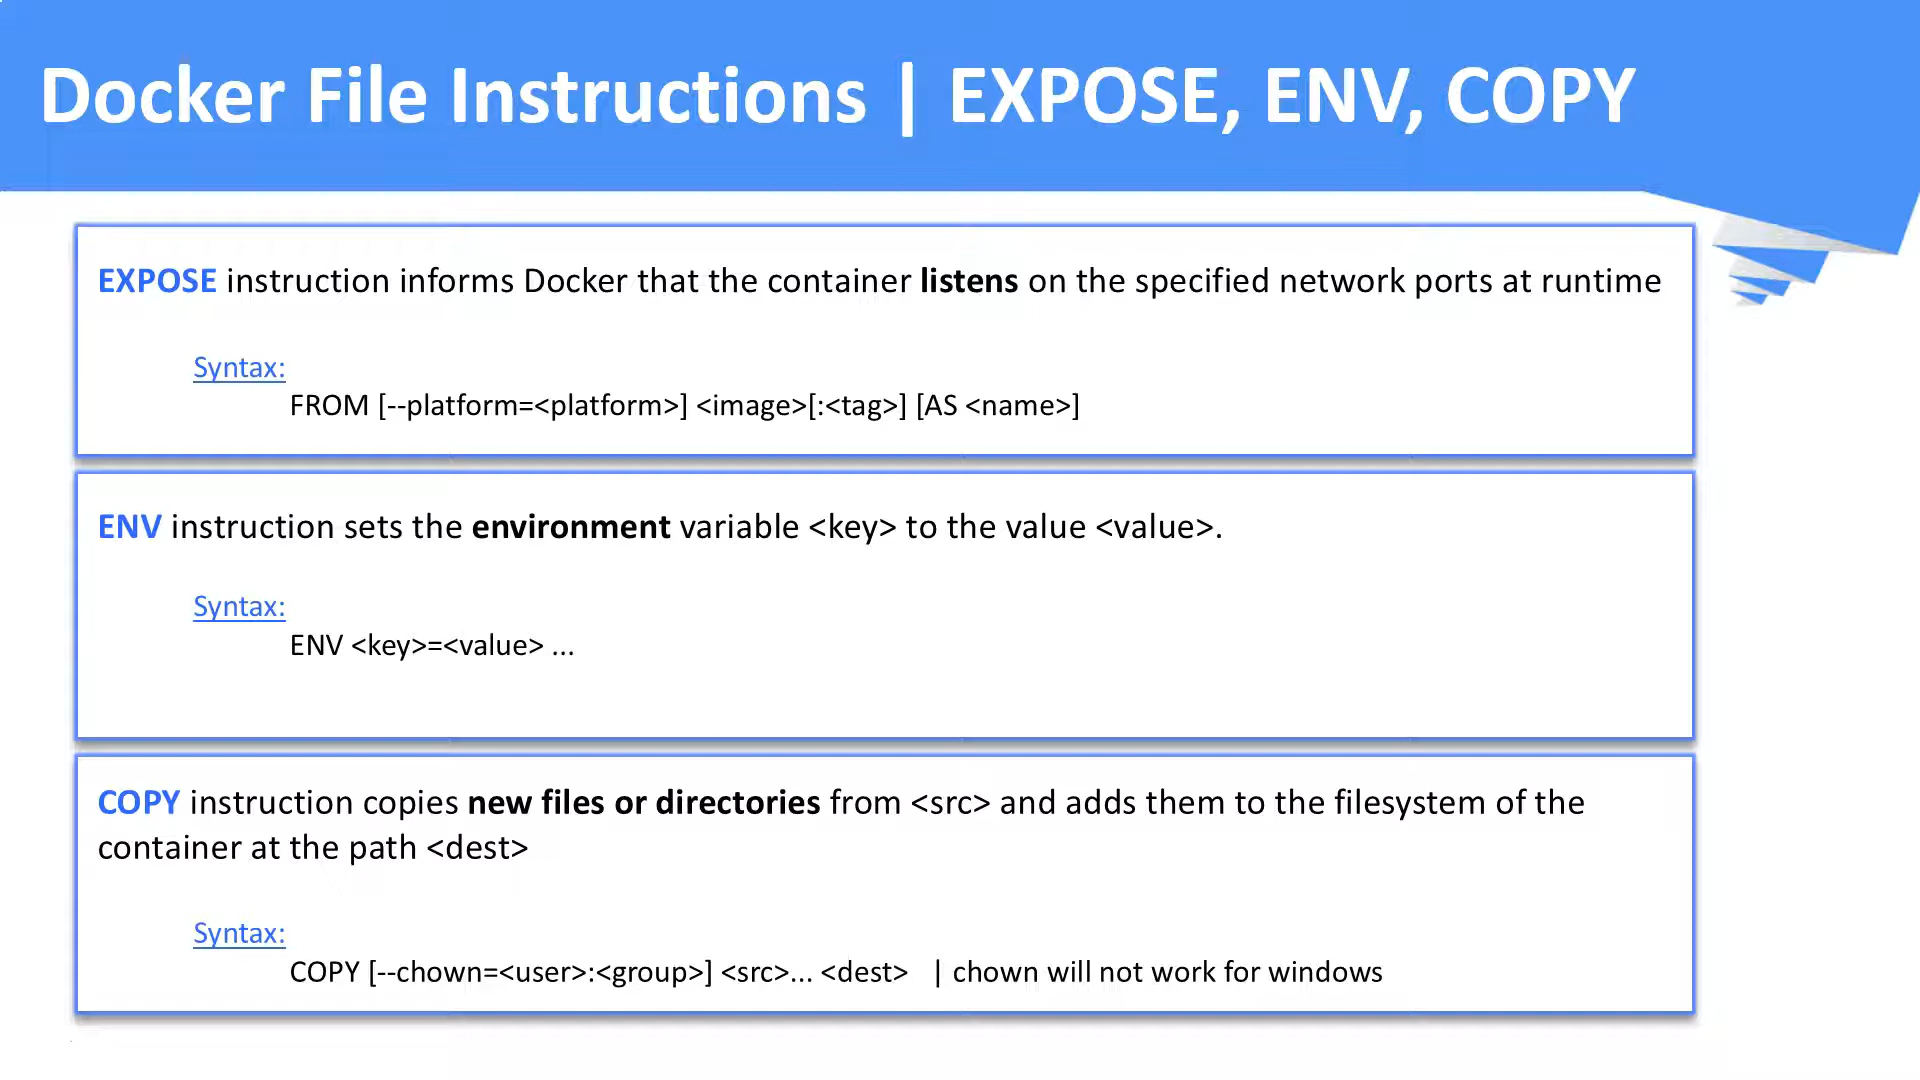 Docker File Instructions | EXPOSE, ENV, COPY
EXPOSE instruction informs Docker that the container listens on the specified network ports at runtime
Syntax:
FROM [--platform=<platform>] <image>[:<tag>] [AS <name>]
ENV instruction sets the environment variable <key> to the value <value>.
Syntax:
ENV <key>=<value> ...
COPY instruction copies new files or directories from <src> and adds them to the filesystem of the
container at the path <dest>
Syntax:
COPY [--chown=<user>:<group>] <src>... <dest> | chown will not work for windows